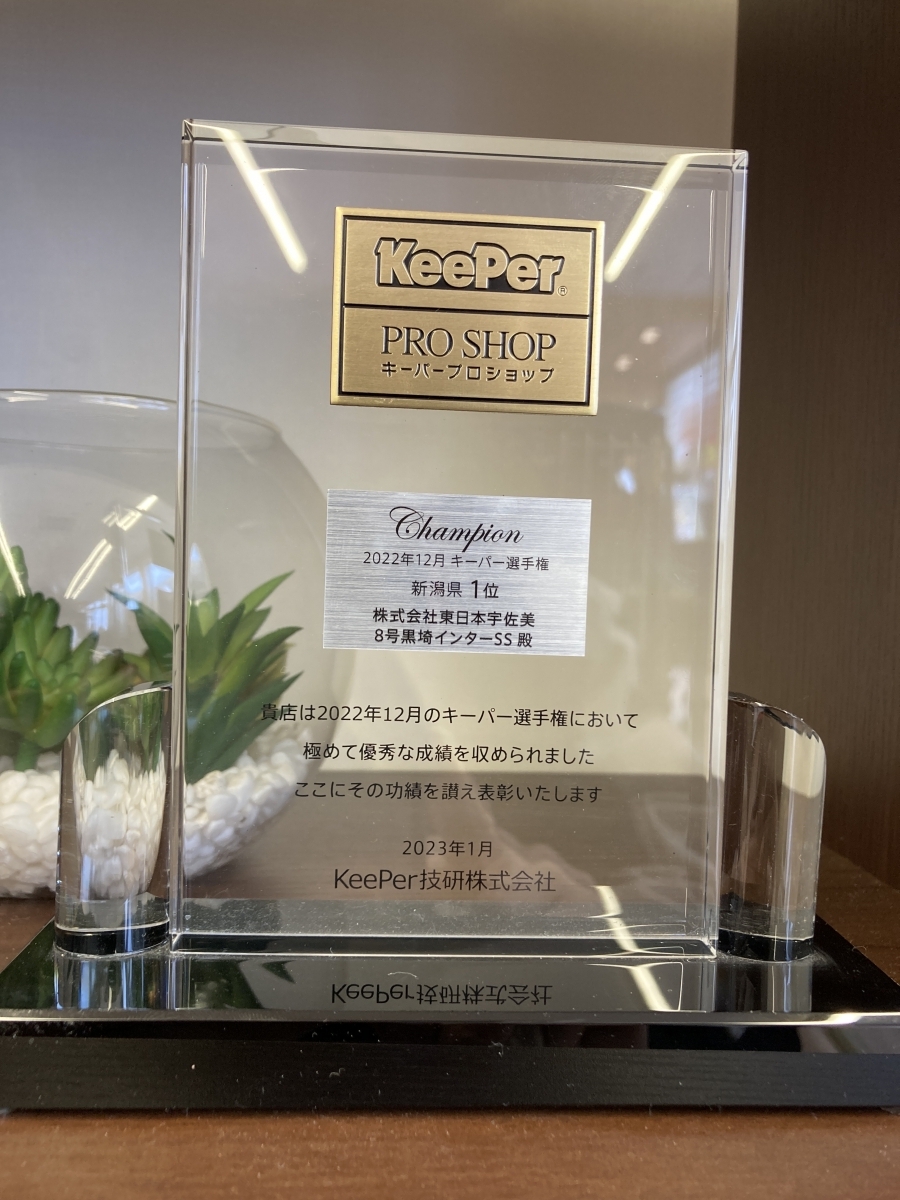 KeePer®
PRO SHOP
キーパープロショップ
Champion
2022年12月 キーパー選手権
新潟県 1位
株式会社東日本宇佐美
8号黒埼インターSS 殿
貴店は2022年12月のキーパー選手権において
極めて優秀な成績を収められました
ここにその功績を讃え表彰いたします
2023年1月
KeePer技研株式会社